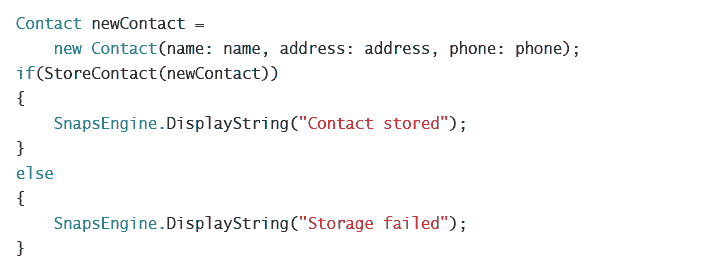 Contact newContact =
    new Contact(name: name, address: address, phone: phone);
if(StoreContact(newContact))
{
    SnapsEngine.DisplayString("Contact stored");
}
else
{
    SnapsEngine.DisplayString("Storage failed");
}